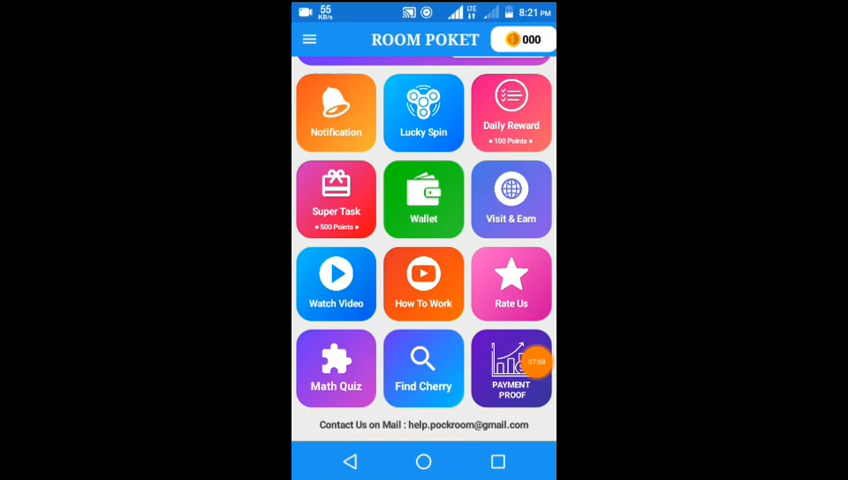 55
KB/s
LTE
8:21 PM
ROOM POKET
000
Notification
Lucky Spin
Daily Reward
• 100 Points •
Super Task
• 500 Points •
Wallet
Visit & Earn
Watch Video
How To Work
Rate Us
Math Quiz
Find Cherry
07:08
PAYMENT
PROOF
Contact Us on Mail : help.pockroom@gmail.com